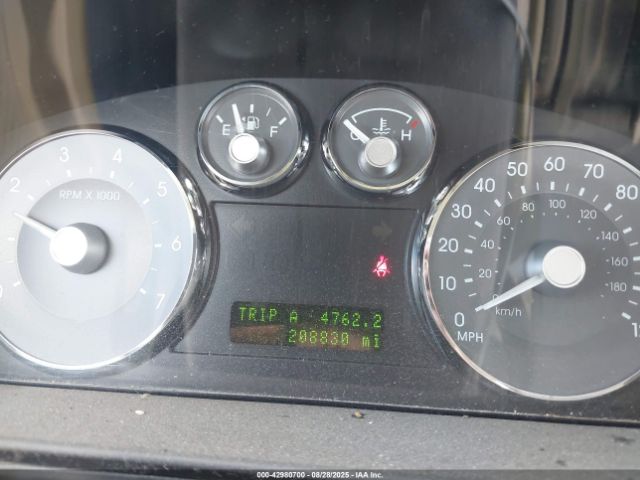 E F
C H
2 3 4 5 6 7
RPM X 1000
0 10 20 30 40 50 60 70 80
MPH
0 20 40 60 80 100 120 140 160 180
km/h
TRIP A 4762.2
208830 mi
000-42980700 - 08/28/2025 - IAA Inc.